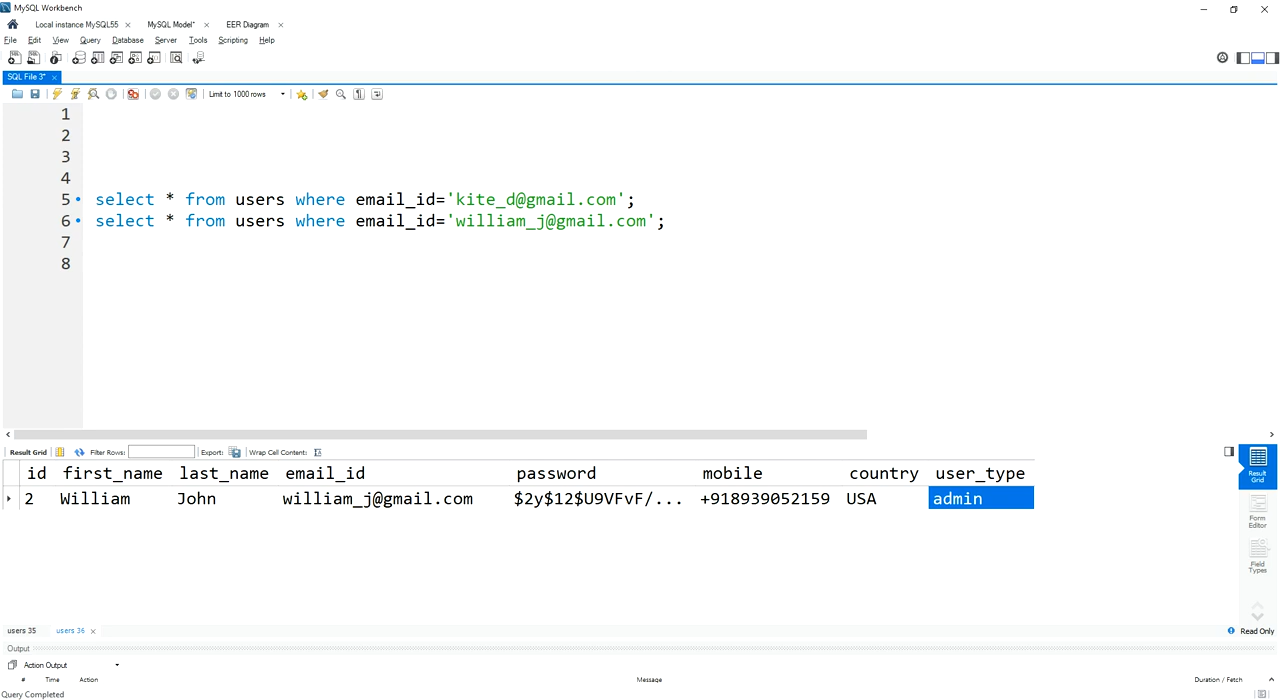 MySQL Workbench
Local instance MySQL55 × MySQL Model* × EER Diagram ×
File Edit View Query Database Server Tools Scripting Help
SQL File 3* ×
Limit to 1000 rows
1
2
3
4
5 select * from users where email_id='kite_d@gmail.com';
6 select * from users where email_id='william_j@gmail.com';
7
8
Result Grid Filter Rows: Export: Wrap Cell Content:
id first_name last_name email_id password mobile country user_type
2 William John william_j@gmail.com $2y$12$U9VFvF/... +918939052159 USA admin
Result Grid
Form Editor
Field Types
users 35 users 36 × Read Only
Output
Action Output
# Time Action Message Duration / Fetch
Query Completed